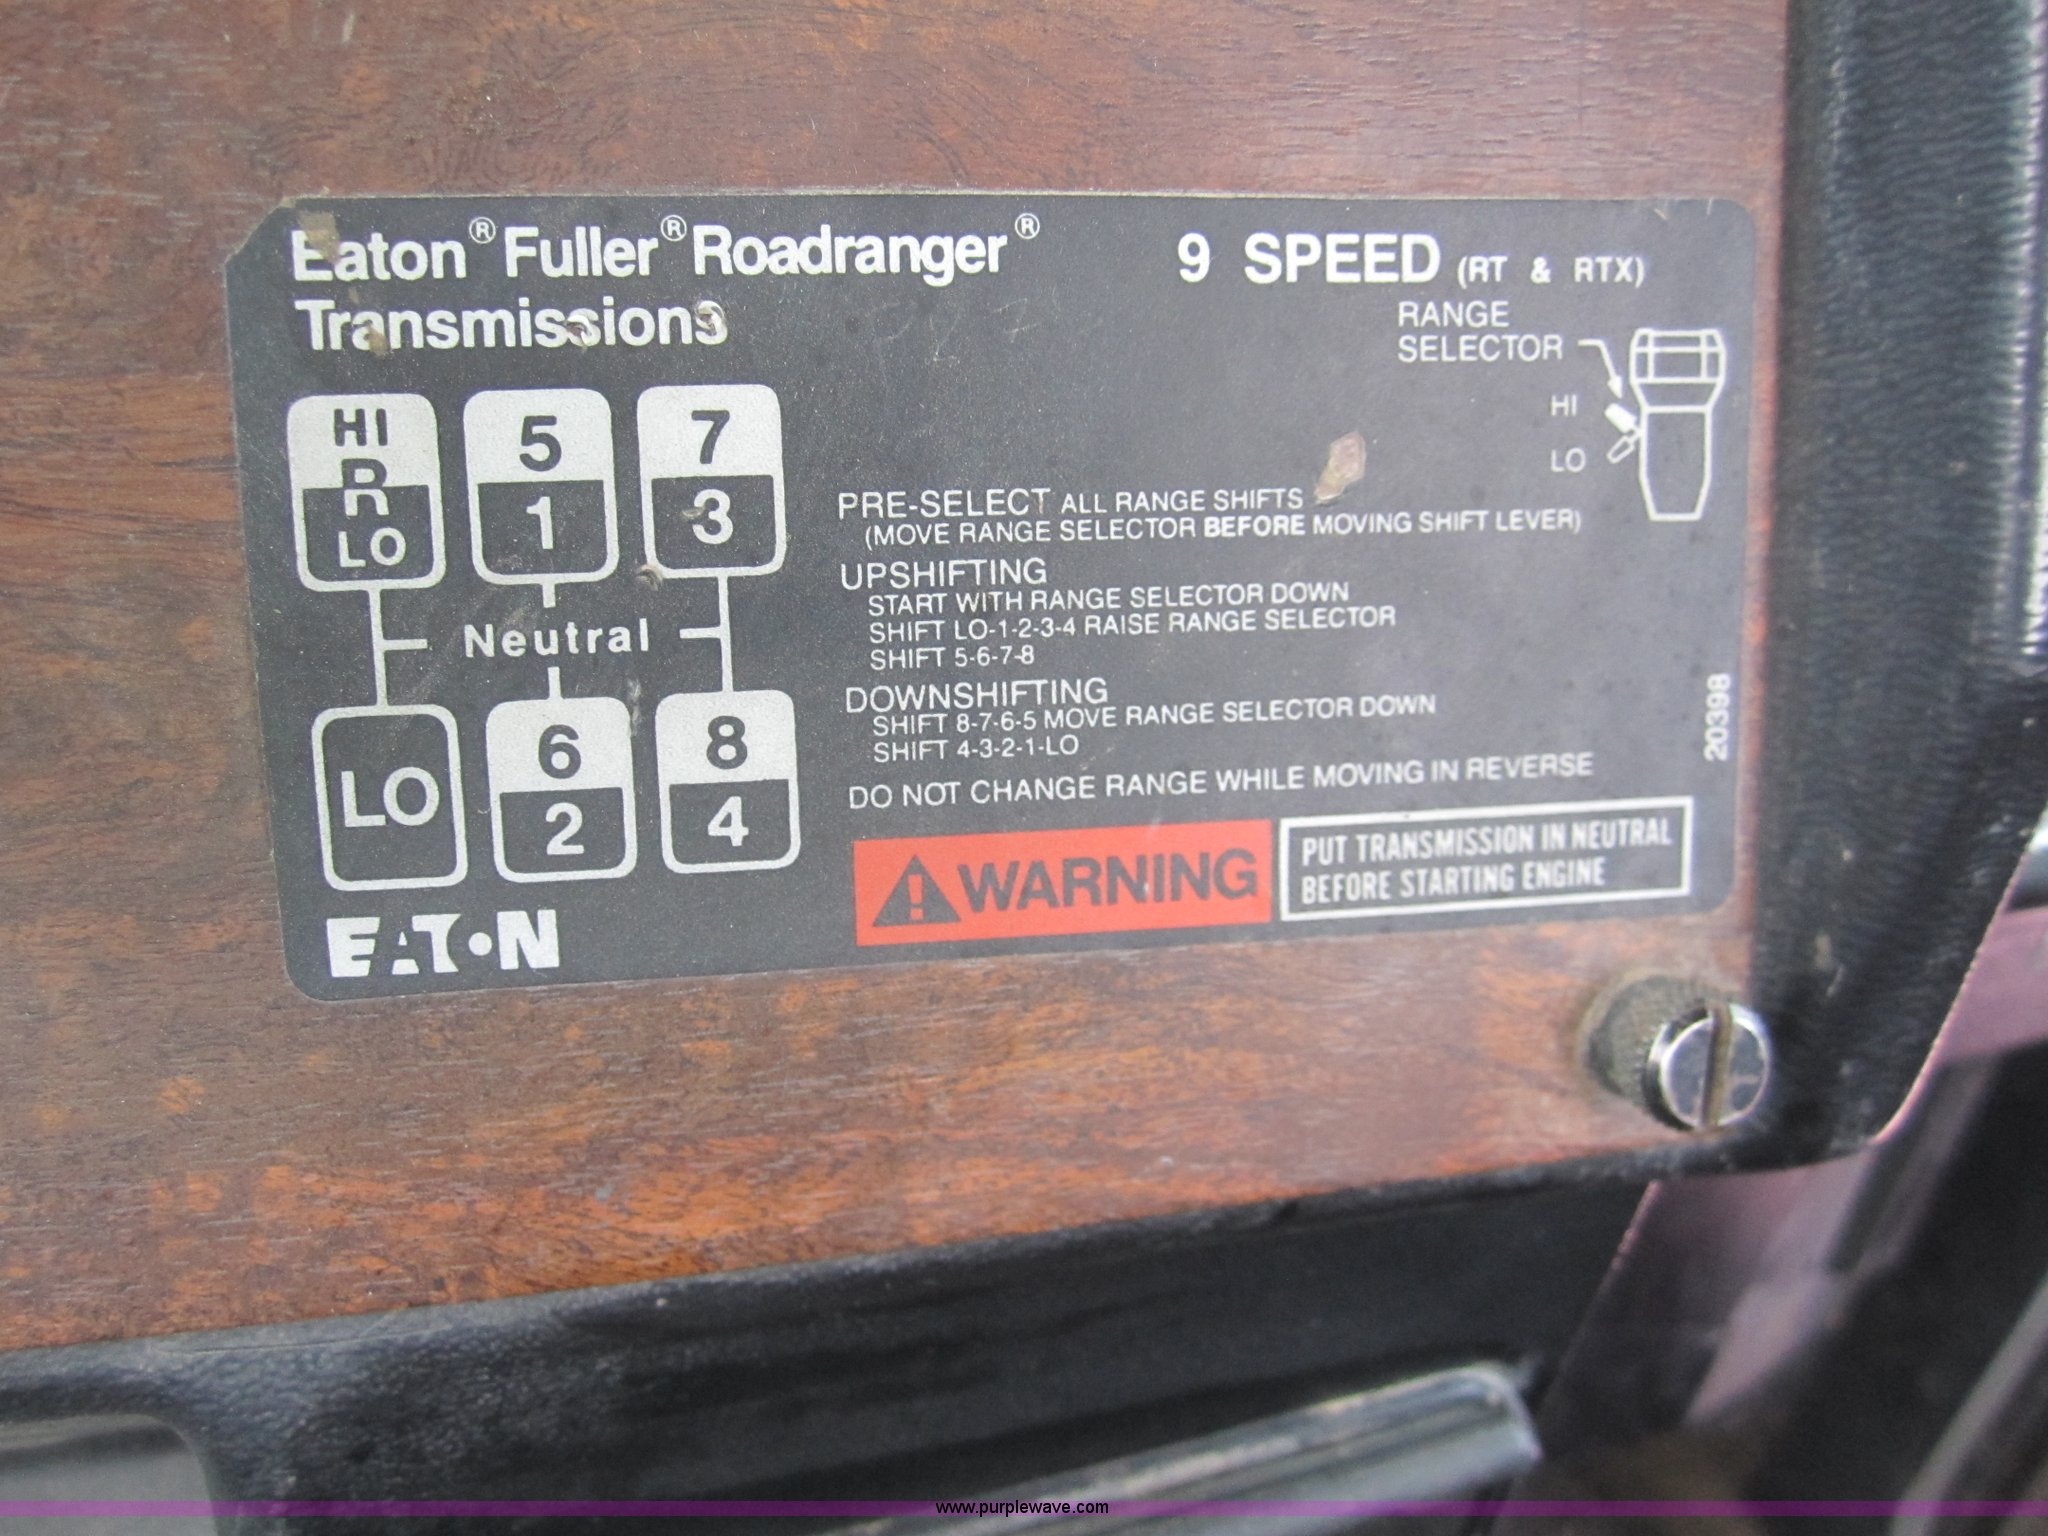 Eaton® Fuller® Roadranger®
Transmissions
9 SPEED (RT & RTX)
RANGE
SELECTOR
HI
LO
HI
R
LO
5
1
7
3
Neutral
LO
6
2
8
4
PRE-SELECT ALL RANGE SHIFTS
(MOVE RANGE SELECTOR BEFORE MOVING SHIFT LEVER)
UPSHIFTING
START WITH RANGE SELECTOR DOWN
SHIFT LO-1-2-3-4 RAISE RANGE SELECTOR
SHIFT 5-6-7-8
DOWNSHIFTING
SHIFT 8-7-6-5 MOVE RANGE SELECTOR DOWN
SHIFT 4-3-2-1-LO
DO NOT CHANGE RANGE WHILE MOVING IN REVERSE
WARNING
PUT TRANSMISSION IN NEUTRAL
BEFORE STARTING ENGINE
20398
EATON
www.purplewave.com